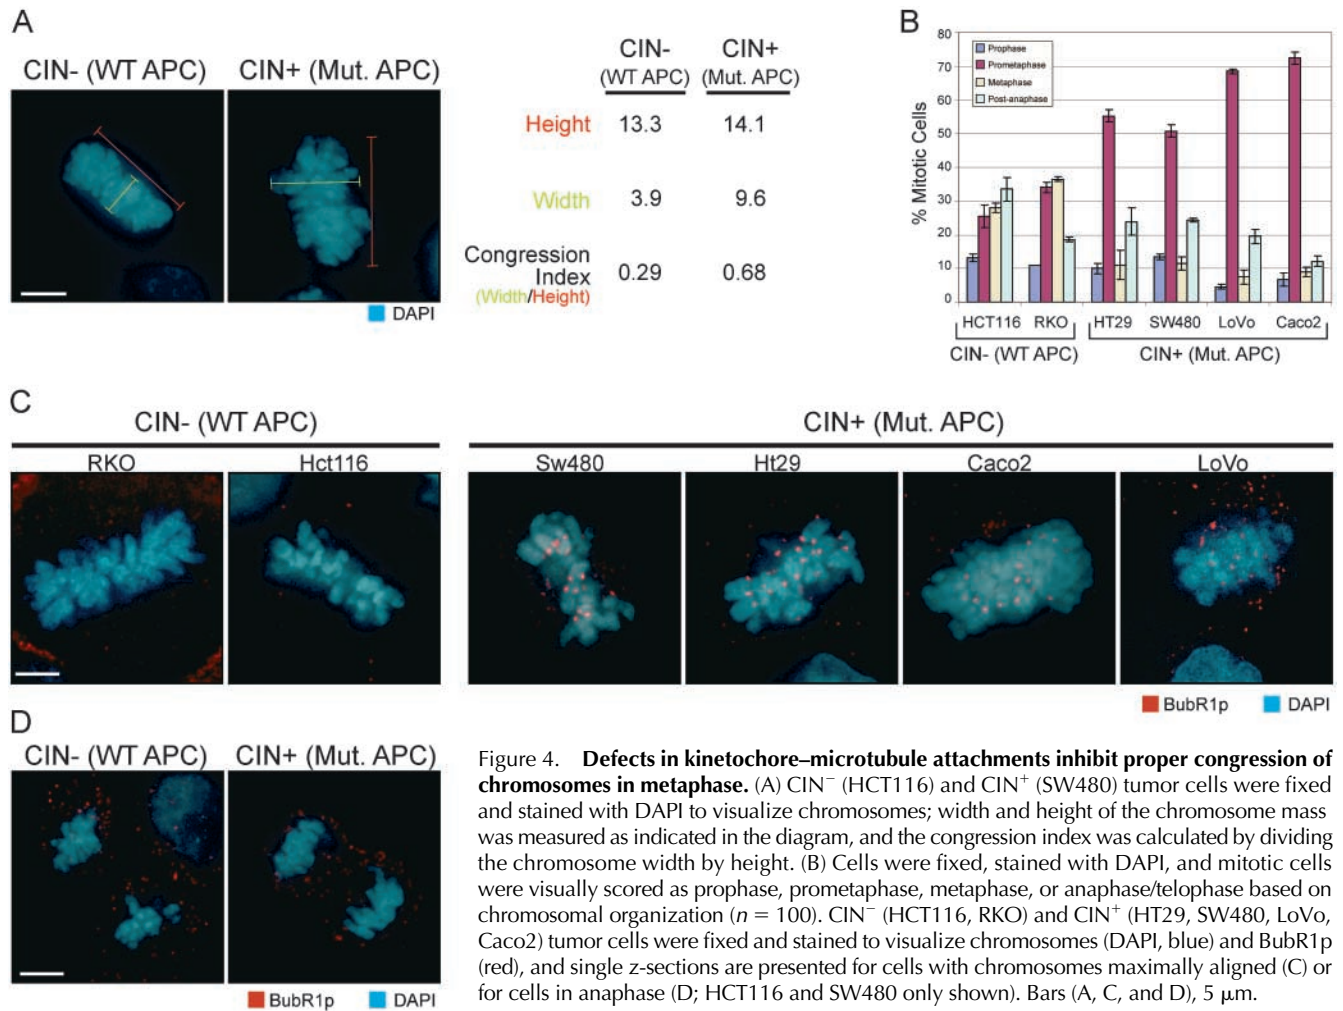 A
CIN- (WT APC) CIN+ (Mut. APC)
DAPI
CIN- CIN+
(WT APC) (Mut. APC)
Height 13.3 14.1
Width 3.9 9.6
Congression
Index 0.29 0.68
(Width/Height)
B
% Mitotic Cells
80
70
60
50
40
30
20
10
0
Prophase
Prometaphase
Metaphase
Post-anaphase
HCT116 RKO HT29 SW480 LoVo Caco2
CIN- (WT APC) CIN+ (Mut. APC)
C
CIN- (WT APC) CIN+ (Mut. APC)
RKO Hct116 Sw480 Ht29 Caco2 LoVo
BubR1p DAPI
D
CIN- (WT APC) CIN+ (Mut. APC)
BubR1p DAPI
Figure 4. Defects in kinetochore–microtubule attachments inhibit proper congression of
chromosomes in metaphase. (A) CIN⁻ (HCT116) and CIN⁺ (SW480) tumor cells were fixed
and stained with DAPI to visualize chromosomes; width and height of the chromosome mass
was measured as indicated in the diagram, and the congression index was calculated by dividing
the chromosome width by height. (B) Cells were fixed, stained with DAPI, and mitotic cells
were visually scored as prophase, prometaphase, metaphase, or anaphase/telophase based on
chromosomal organization (n = 100). CIN⁻ (HCT116, RKO) and CIN⁺ (HT29, SW480, LoVo,
Caco2) tumor cells were fixed and stained to visualize chromosomes (DAPI, blue) and BubR1p
(red), and single z-sections are presented for cells with chromosomes maximally aligned (C) or
for cells in anaphase (D; HCT116 and SW480 only shown). Bars (A, C, and D), 5 μm.